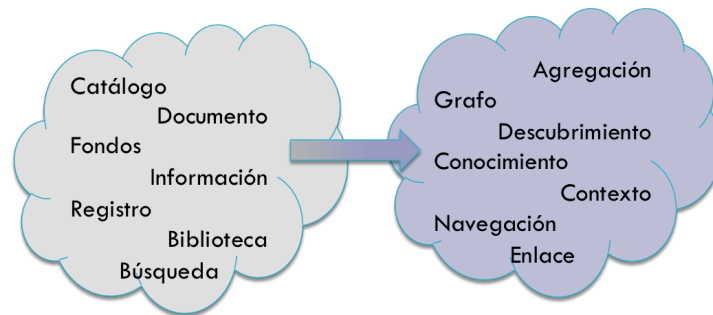 Catálogo
Documento
Fondos
Información
Registro
Biblioteca
Búsqueda
Agregación
Grafo
Descubrimiento
Conocimiento
Contexto
Navegación
Enlace